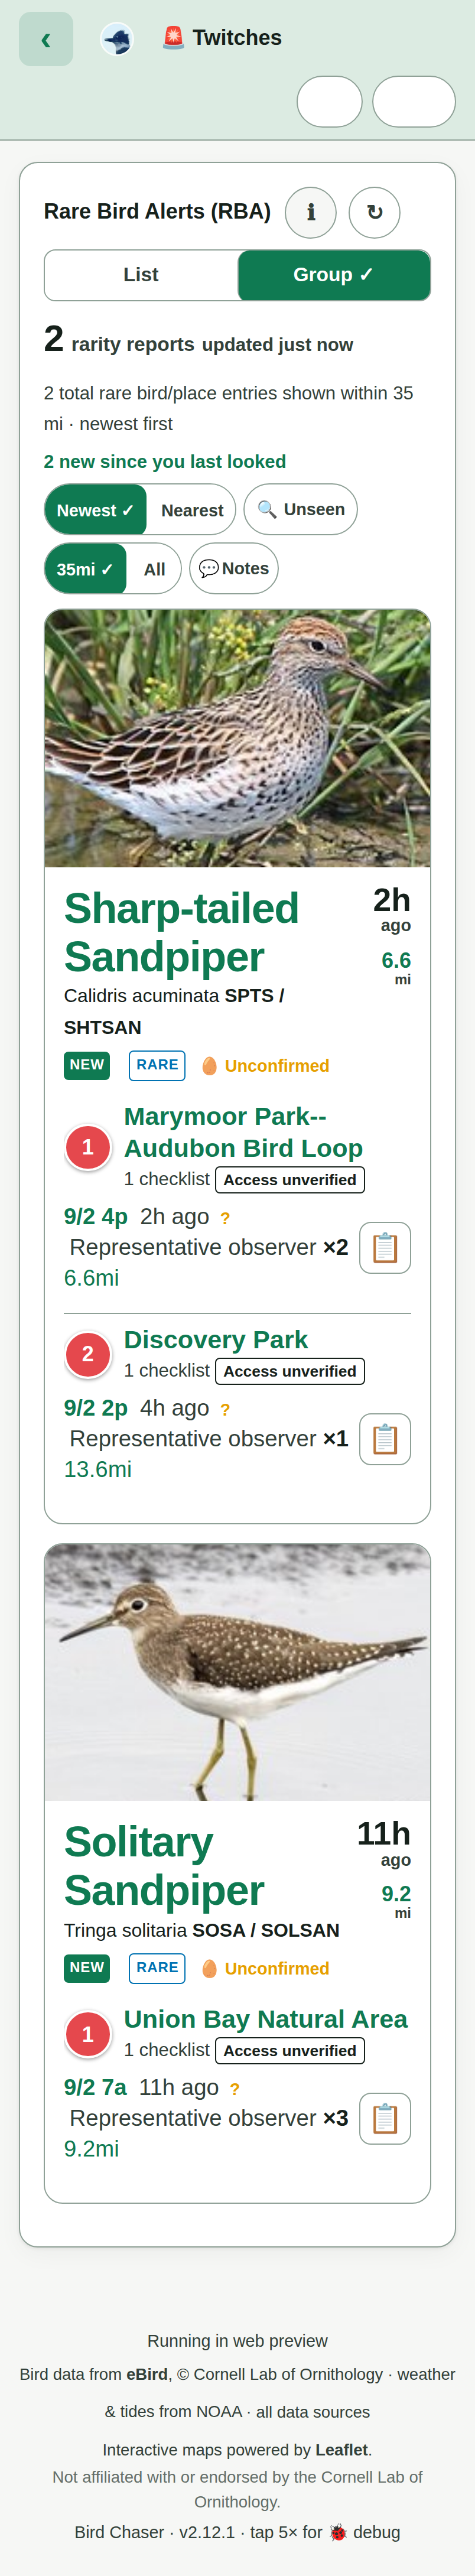 ‹ 🚨 Twitches
Rare Bird Alerts (RBA) ℹ ↻
List Group ✓
2 rarity reports updated just now
2 total rare bird/place entries shown within 35
mi · newest first
2 new since you last looked
Newest ✓ Nearest 🔍 Unseen
35mi ✓ All 💬 Notes
Sharp-tailed
Sandpiper
2h
ago
6.6
mi
Calidris acuminata SPTS /
SHTSAN
NEW RARE 🥚 Unconfirmed
1
Marymoor Park--
Audubon Bird Loop
1 checklist Access unverified
9/2 4p 2h ago ?
Representative observer ×2 📋
6.6mi
2
Discovery Park
1 checklist Access unverified
9/2 2p 4h ago ?
Representative observer ×1 📋
13.6mi
Solitary
Sandpiper
11h
ago
9.2
mi
Tringa solitaria SOSA / SOLSAN
NEW RARE 🥚 Unconfirmed
1
Union Bay Natural Area
1 checklist Access unverified
9/2 7a 11h ago ?
Representative observer ×3 📋
9.2mi
Running in web preview
Bird data from eBird, © Cornell Lab of Ornithology · weather
& tides from NOAA · all data sources
Interactive maps powered by Leaflet.
Not affiliated with or endorsed by the Cornell Lab of
Ornithology.
Bird Chaser · v2.12.1 · tap 5× for 🐞 debug